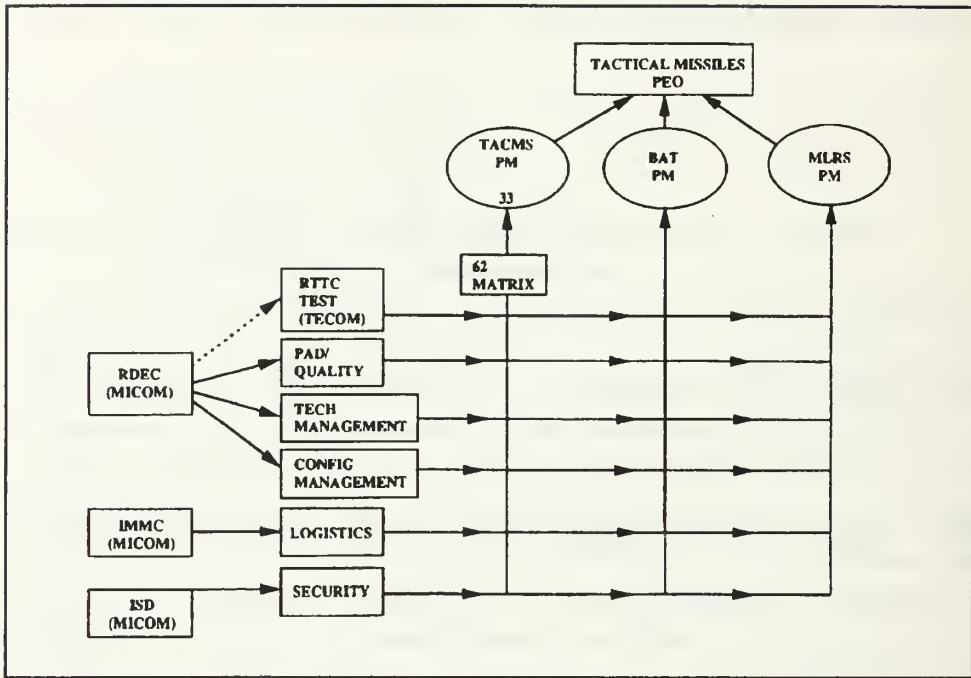 TACTICAL MISSILES
PEO
TACMS
PM
33
BAT
PM
MLRS
PM
62
MATRIX
RTTC
TEST
(TECOM)
RDEC
(MICOM)
PAD/
QUALITY
TECH
MANAGEMENT
CONFIG
MANAGEMENT
IMMC
(MICOM)
LOGISTICS
ISD
(MICOM)
SECURITY